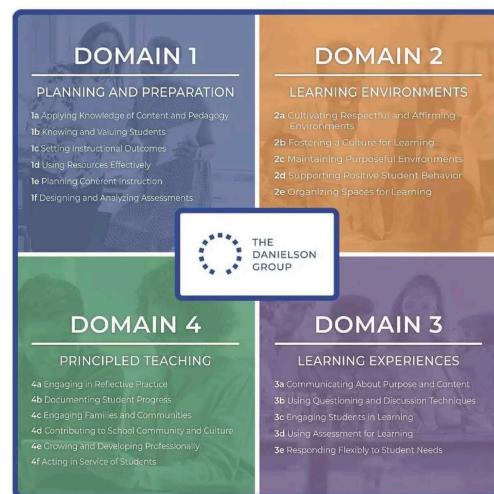 DOMAIN 1
PLANNING AND PREPARATION
1a Applying Knowledge of Content and Pedagogy
1b Knowing and Valuing Students
1c Setting Instructional Outcomes
1d Using Resources Effectively
1e Planning Coherent Instruction
1f Designing and Analyzing Assessments
DOMAIN 2
LEARNING ENVIRONMENTS
2a Cultivating Respectful and Affirming
Environments
2b Fostering a Culture for Learning
2c Maintaining Purposeful Environments
2d Supporting Positive Student Behavior
2e Organizing Spaces for Learning
THE
DANIELSON
GROUP
DOMAIN 4
PRINCIPLED TEACHING
4a Engaging in Reflective Practice
4b Documenting Student Progress
4c Engaging Families and Communities
4d Contributing to School Community and Culture
4e Growing and Developing Professionally
4f Acting in Service of Students
DOMAIN 3
LEARNING EXPERIENCES
3a Communicating About Purpose and Content
3b Using Questioning and Discussion Techniques
3c Engaging Students in Learning
3d Using Assessment for Learning
3e Responding Flexibly to Student Needs